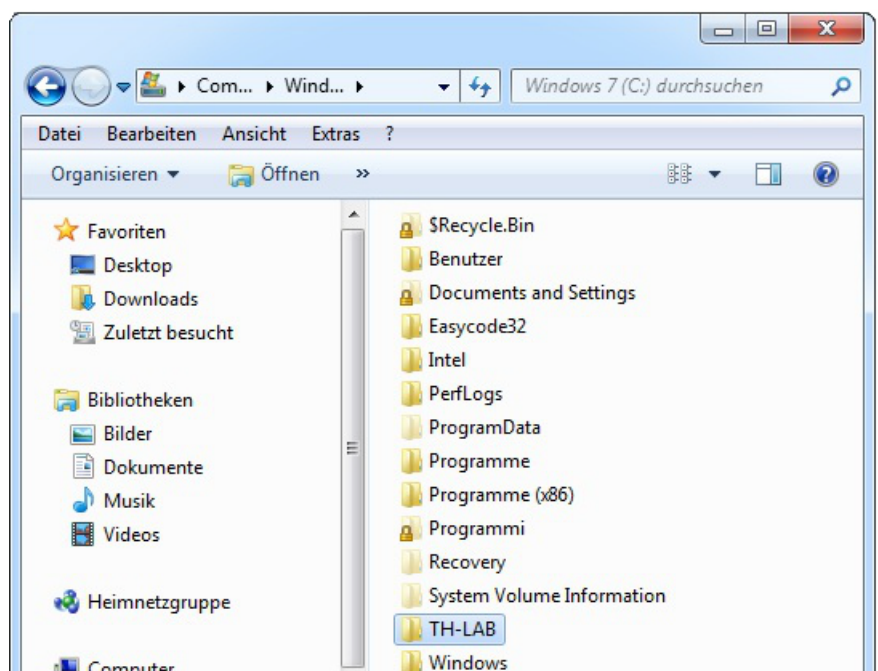 Com... Wind... Windows 7 (C:) durchsuchen
Datei Bearbeiten Ansicht Extras ?
Organisieren Öffnen »
Favoriten
Desktop
Downloads
Zuletzt besucht
Bibliotheken
Bilder
Dokumente
Musik
Videos
Heimnetzgruppe
Computer
$Recycle.Bin
Benutzer
Documents and Settings
Easycode32
Intel
PerfLogs
ProgramData
Programme
Programme (x86)
Programmi
Recovery
System Volume Information
TH-LAB
Windows